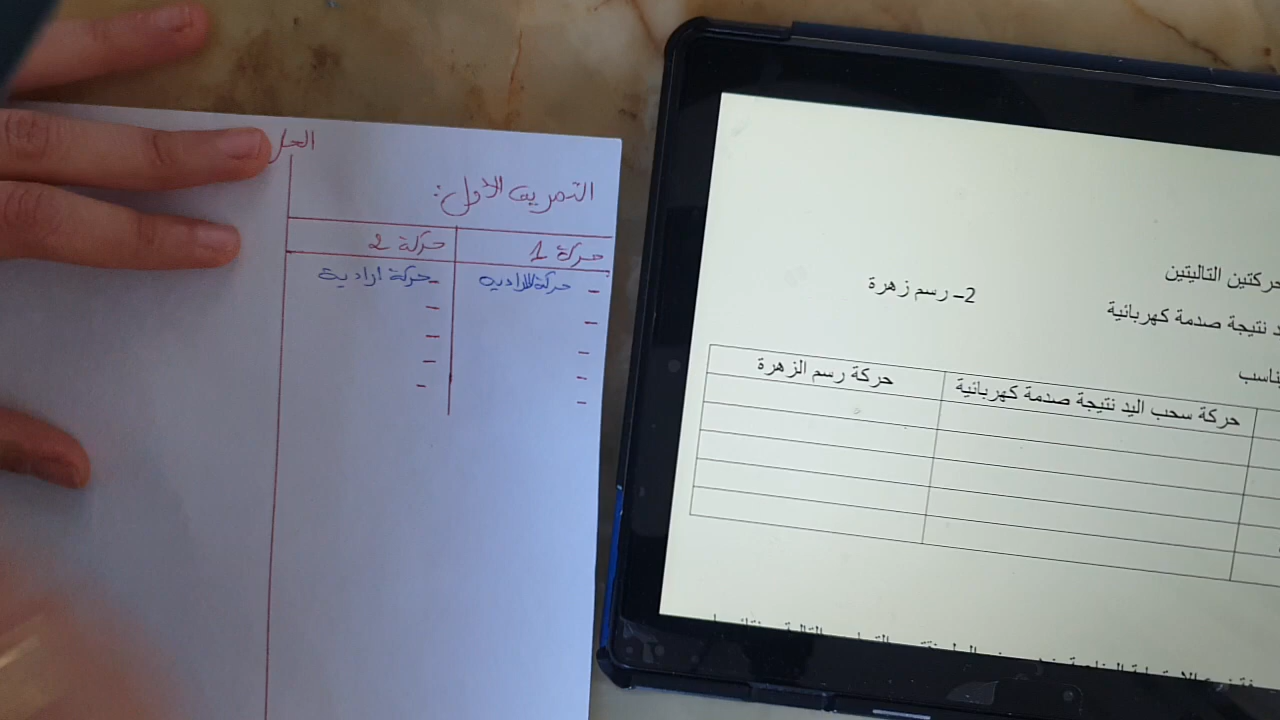 الحل
التمرين الأول:
حركة 1
حركة 2
- حركة لاارادية
- حركة ارادية
-
-
-
-
-
-
-
-
حركتين التاليتين
نتيجة صدمة كهربائية
2- رسم زهرة
حركة سحب اليد نتيجة صدمة كهربائية
حركة رسم الزهرة